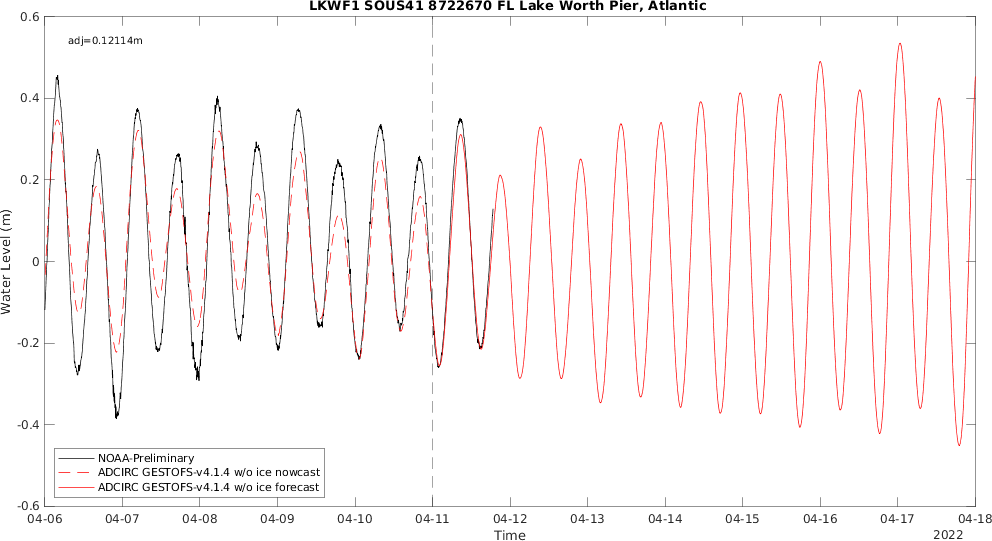 LKWF1 SOUS41 8722670 FL Lake Worth Pier, Atlantic
adj=0.12114m
0.6
0.4
0.2
0
-0.2
-0.4
-0.6
Water Level (m)
NOAA-Preliminary
ADCIRC GESTOFS-v4.1.4 w/o ice nowcast
ADCIRC GESTOFS-v4.1.4 w/o ice forecast
04-06 04-07 04-08 04-09 04-10 04-11 04-12 04-13 04-14 04-15 04-16 04-17 04-18
Time
2022